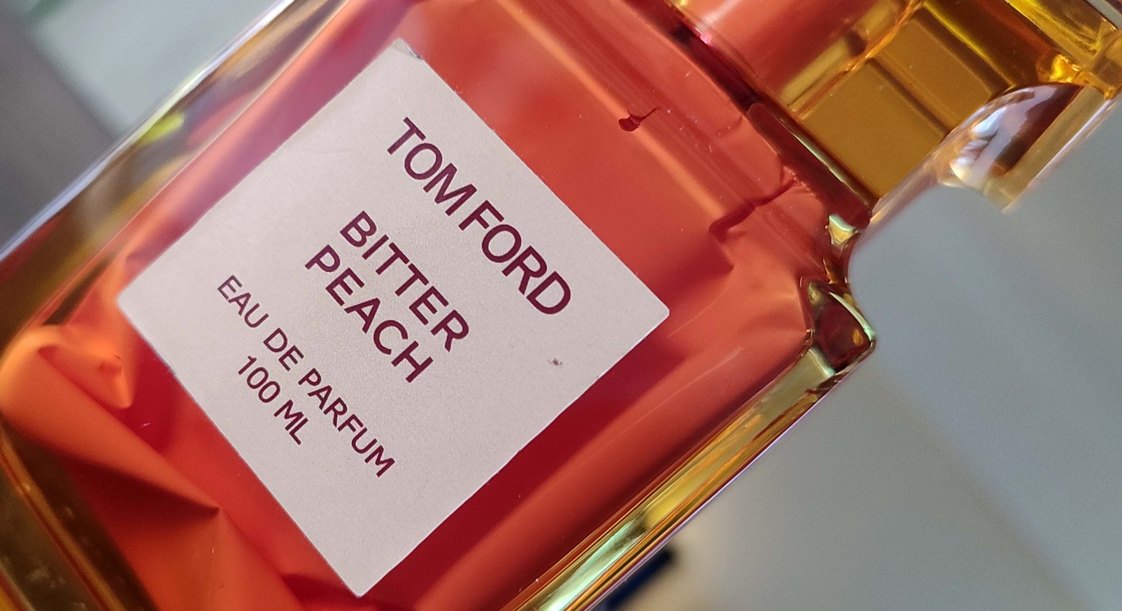 TOM FORD
BITTER
PEACH
EAU DE PARFUM
100 ML